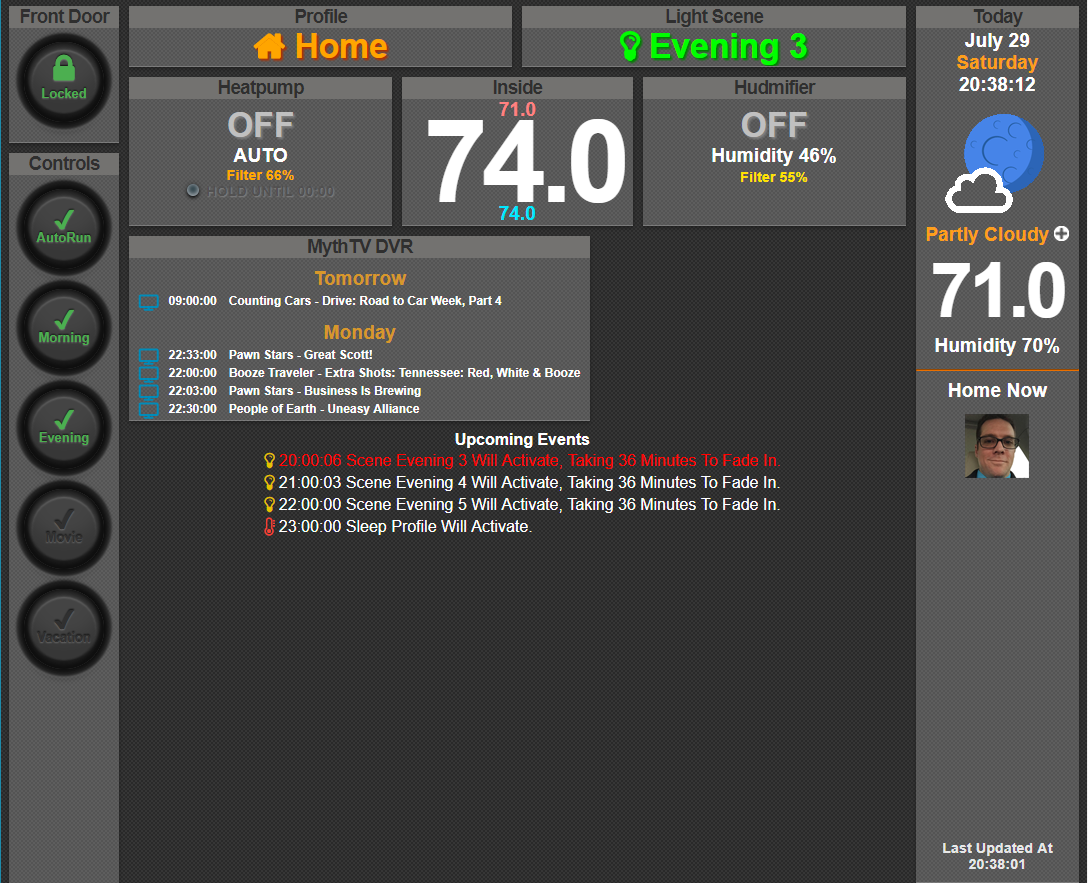 Front Door
Locked
Controls
AutoRun
Morning
Evening
Movie
Vacation
Profile
Home
Light Scene
Evening 3
Heatpump
OFF
AUTO
Filter 66%
HOLD UNTIL 00:00
Inside
71.0
74.0
74.0
Hudmifier
OFF
Humidity 46%
Filter 55%
MythTV DVR
Tomorrow
09:00:00 Counting Cars - Drive: Road to Car Week, Part 4
Monday
22:33:00 Pawn Stars - Great Scott!
22:00:00 Booze Traveler - Extra Shots: Tennessee: Red, White & Booze
22:03:00 Pawn Stars - Business Is Brewing
22:30:00 People of Earth - Uneasy Alliance
Upcoming Events
20:00:06 Scene Evening 3 Will Activate, Taking 36 Minutes To Fade In.
21:00:03 Scene Evening 4 Will Activate, Taking 36 Minutes To Fade In.
22:00:00 Scene Evening 5 Will Activate, Taking 36 Minutes To Fade In.
23:00:00 Sleep Profile Will Activate.
Today
July 29
Saturday
20:38:12
Partly Cloudy
71.0
Humidity 70%
Home Now
Last Updated At
20:38:01